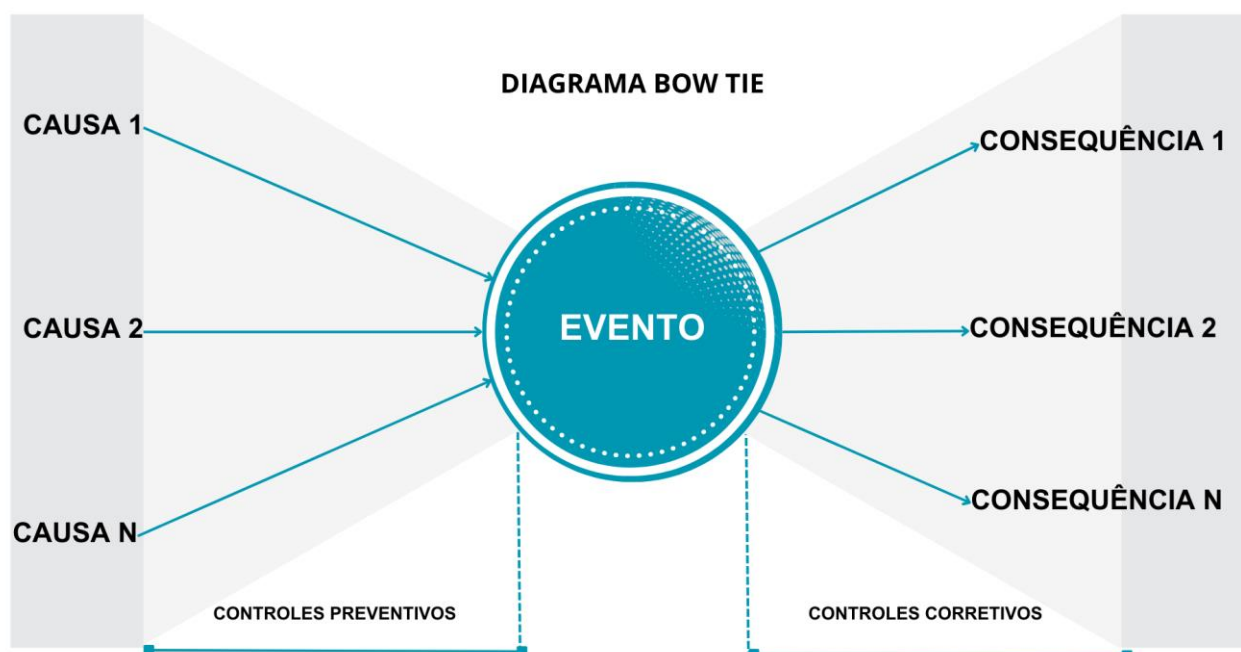 DIAGRAMA BOW TIE
CAUSA 1
CONSEQUÊNCIA 1
CAUSA 2
EVENTO
CONSEQUÊNCIA 2
CAUSA N
CONSEQUÊNCIA N
CONTROLES PREVENTIVOS
CONTROLES CORRETIVOS